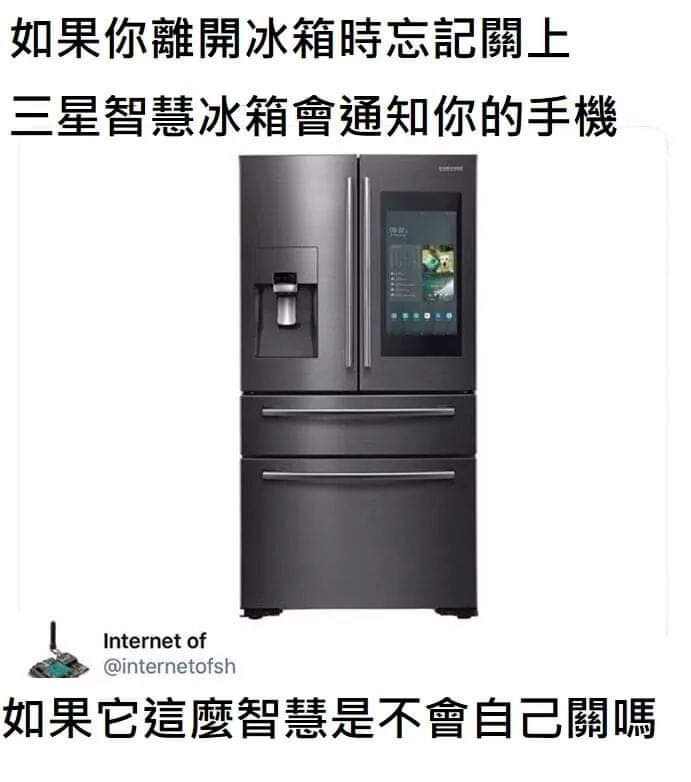 如果你離開冰箱時忘記關上
三星智慧冰箱會通知你的手機
SAMSUNG
Internet of
@internetofsh
如果它這麼智慧是不會自己關嗎